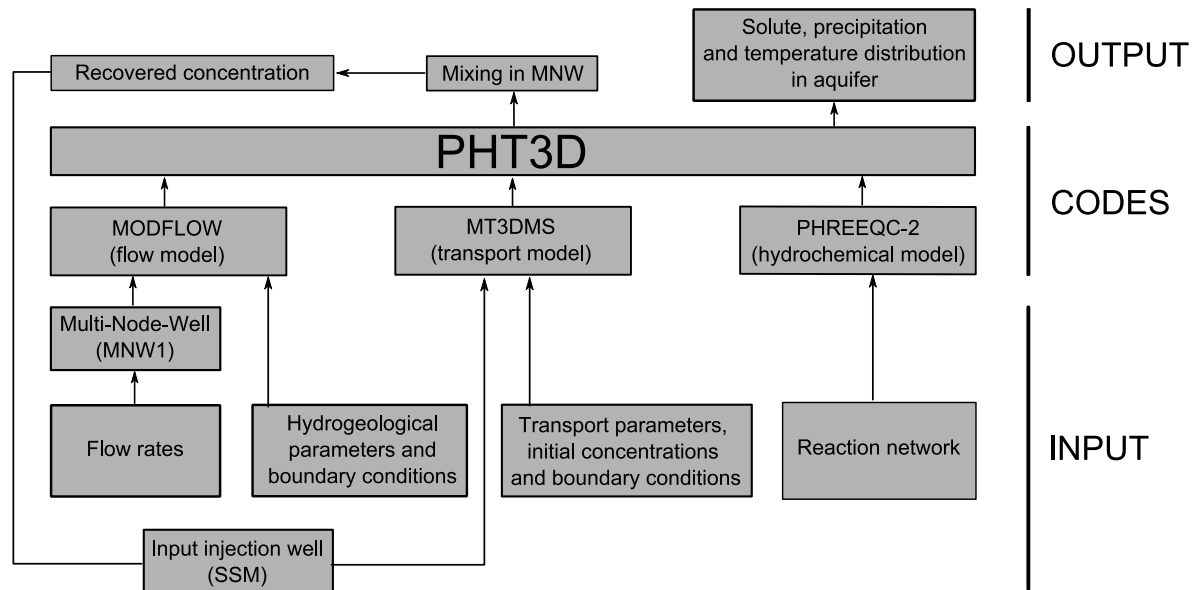 Solute, precipitation
and temperature distribution
in aquifer
OUTPUT
Recovered concentration
Mixing in MNW
PHT3D
CODES
MODFLOW
(flow model)
MT3DMS
(transport model)
PHREEQC-2
(hydrochemical model)
Multi-Node-Well
(MNW1)
Flow rates
Hydrogeological
parameters and
boundary conditions
Transport parameters,
initial concentrations
and boundary conditions
Reaction network
INPUT
Input injection well
(SSM)